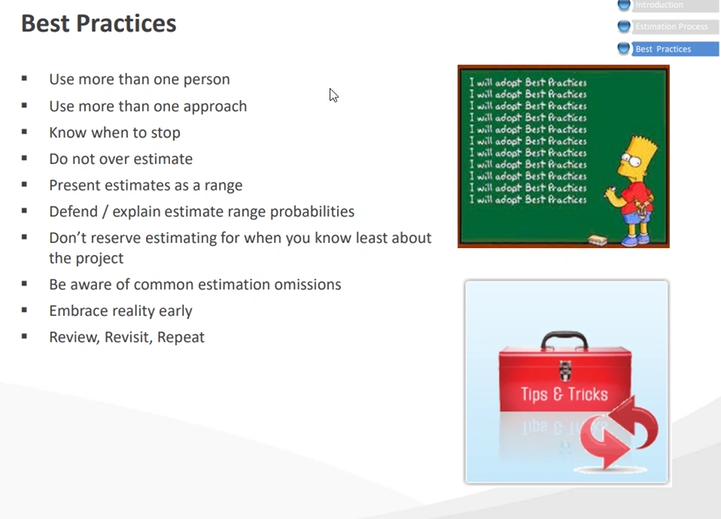 Best Practices
Introduction
Estimation Process
Best Practices
▪ Use more than one person
▪ Use more than one approach
▪ Know when to stop
▪ Do not over estimate
▪ Present estimates as a range
▪ Defend / explain estimate range probabilities
▪ Don’t reserve estimating for when you know least about
the project
▪ Be aware of common estimation omissions
▪ Embrace reality early
▪ Review, Revisit, Repeat
I will adopt Best Practices
I will adopt Best Practices
I will adopt Best Practices
I will adopt Best Practices
I will adopt Best Practices
I will adopt Best Practices
I will adopt Best Practices
I will adopt Best Practices
I will adopt Best Practices
I will adopt Best Practices
I will adopt Best Practices
Tips & Tricks